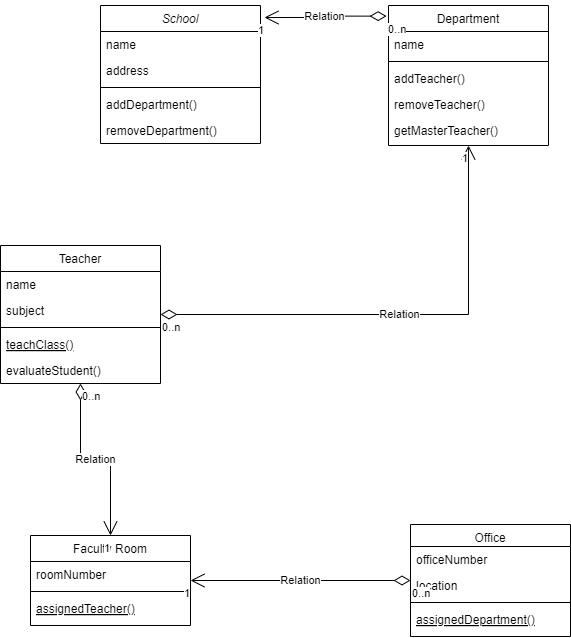 School
name
address
addDepartment()
removeDepartment()
1
Relation
0..n
Department
name
addTeacher()
removeTeacher()
getMasterTeacher()
1
Teacher
name
subject
teachClass()
evaluateStudent()
0..n
Relation
0..n
Relation
1
Faculty Room
roomNumber
assignedTeacher()
1
Relation
0..n
Office
officeNumber
location
assignedDepartment()